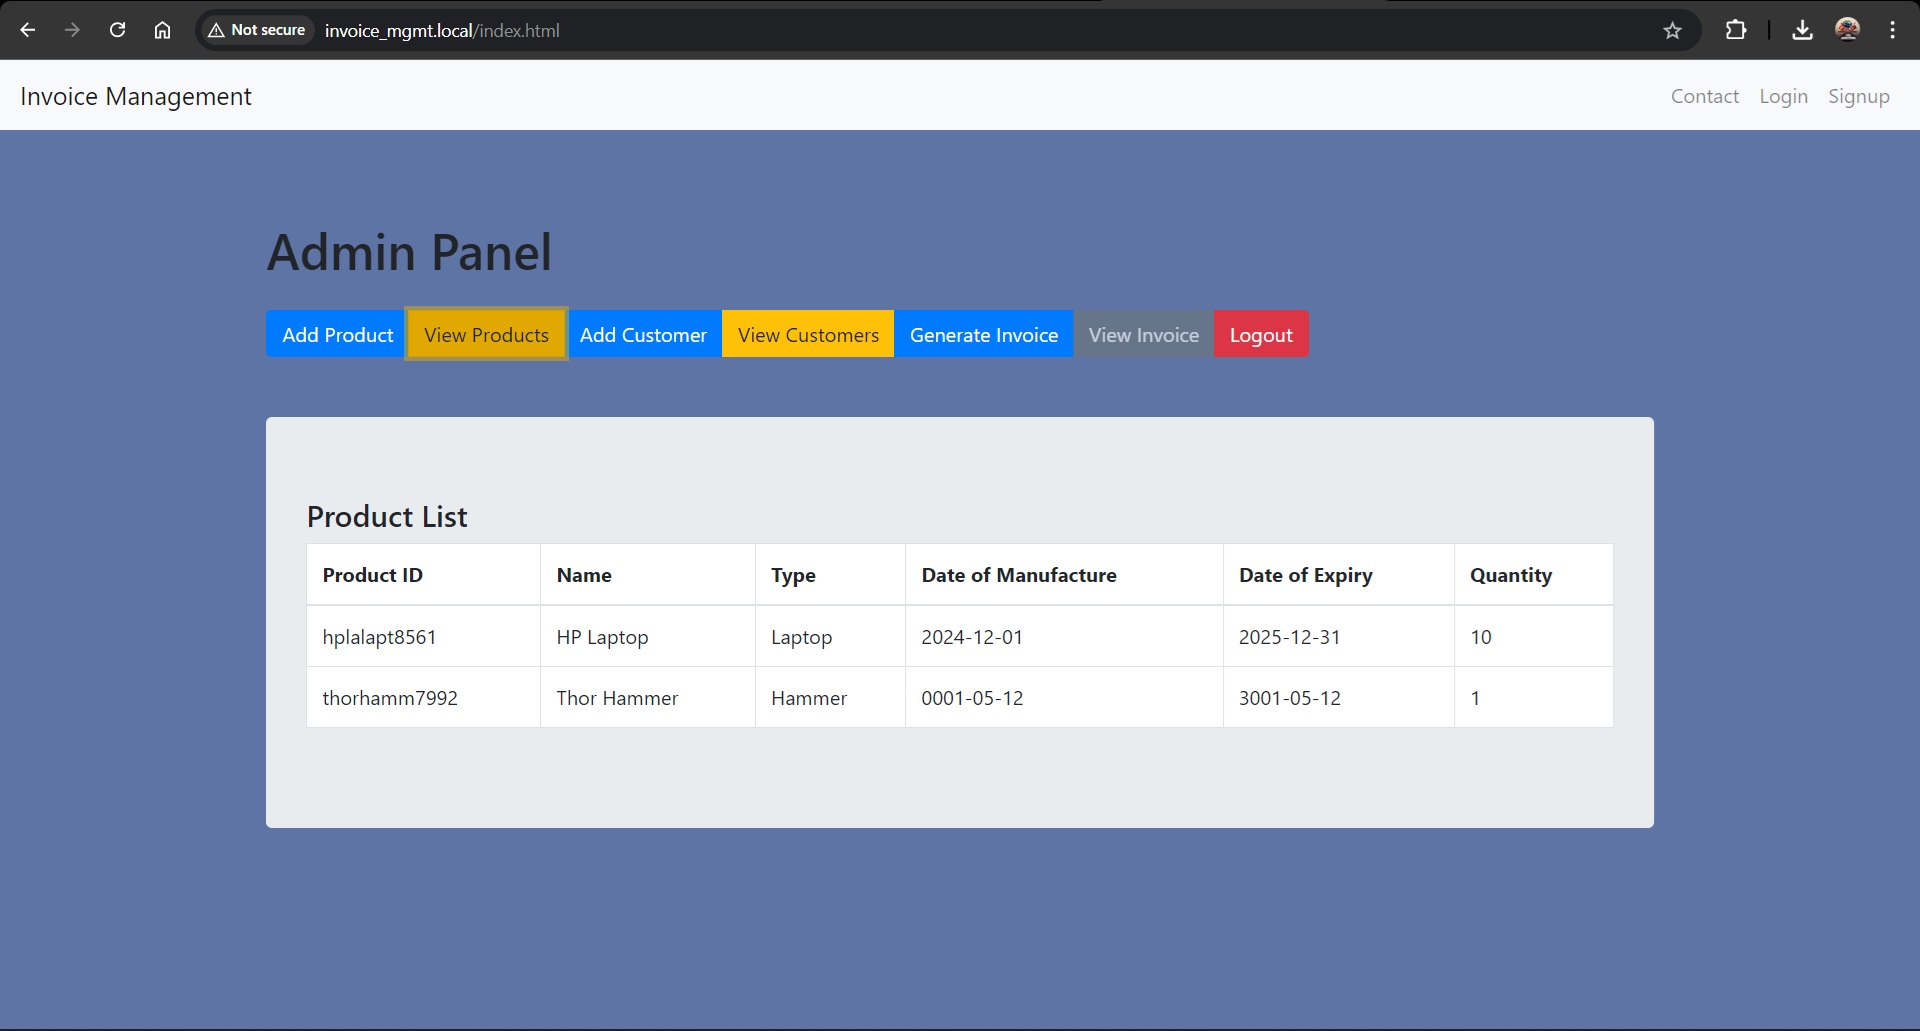 Not secure invoice_mgmt.local/index.html
Invoice Management Contact Login Signup
Admin Panel
Add Product View Products Add Customer View Customers Generate Invoice View Invoice Logout
Product List
Product ID Name Type Date of Manufacture Date of Expiry Quantity
hplalapt8561 HP Laptop Laptop 2024-12-01 2025-12-31 10
thorhamm7992 Thor Hammer Hammer 0001-05-12 3001-05-12 1